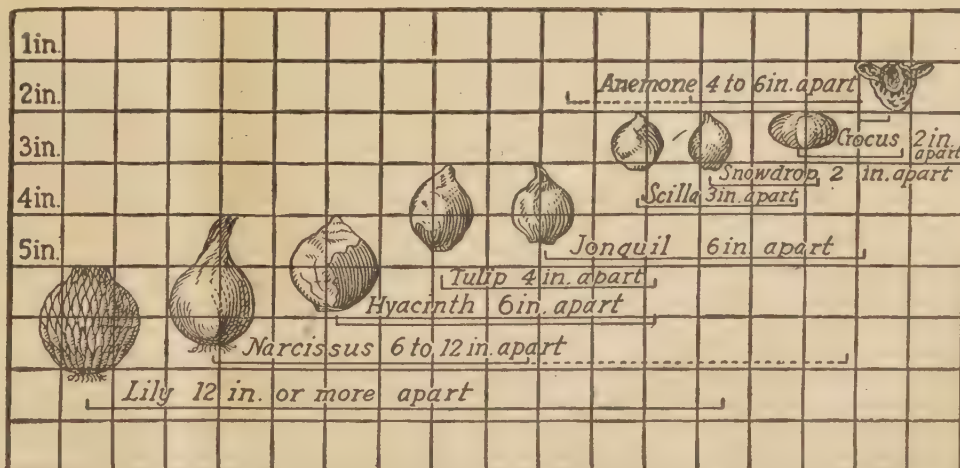 1in.
2in.
Anemone 4 to 6in. apart
3in.
Crocus 2in. apart
Snowdrop 2 in. apart
4in.
Scilla 3in. apart
5in.
Jonquil 6in apart
Tulip 4 in. apart
Hyacinth 6in. apart
Narcissus 6 to 12 in. apart
Lily 12 in. or more apart